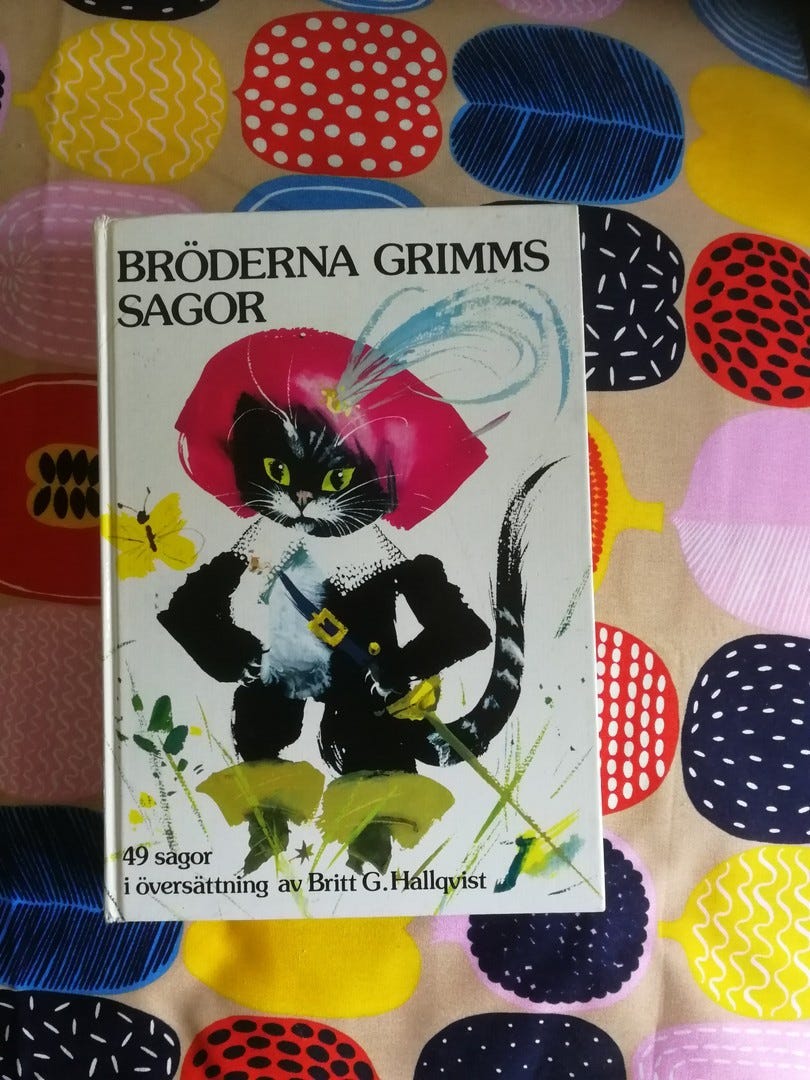 BRÖDERNA GRIMMS
SAGOR
49 sagor
i översättning av Britt G. Hallqvist